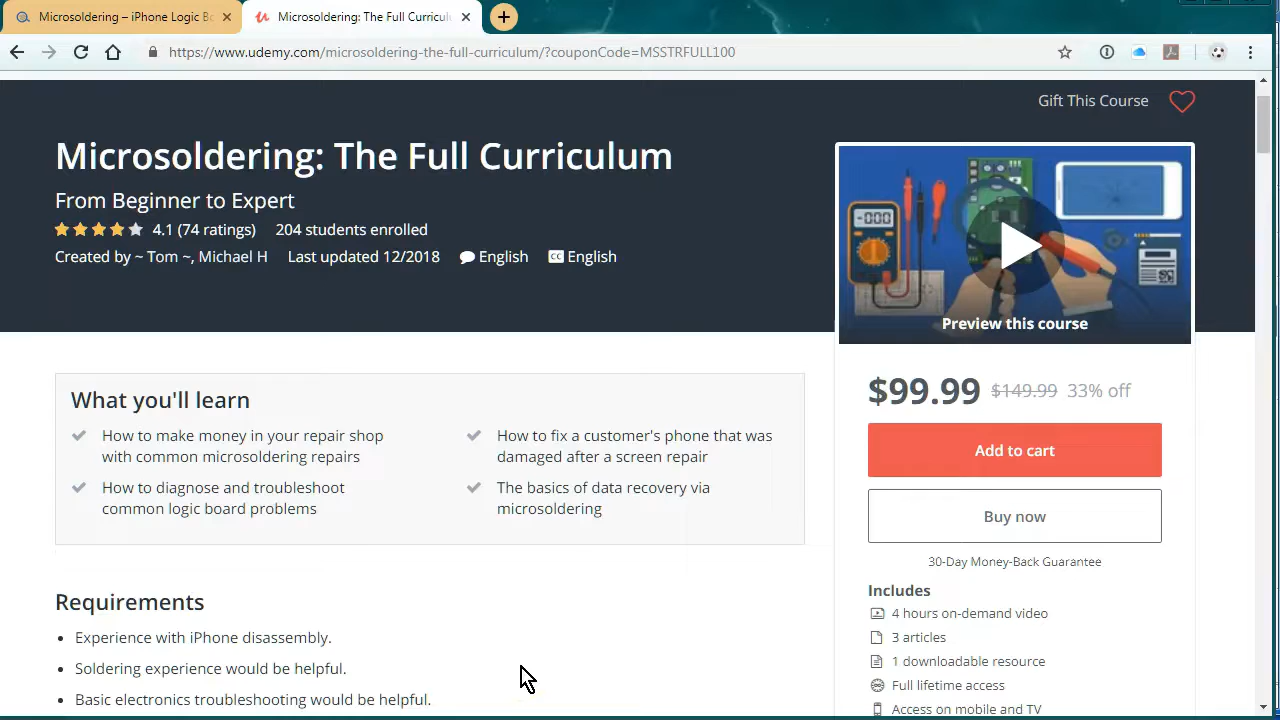 Microsoldering – iPhone Logic Bo
Microsoldering: The Full Curricul
https://www.udemy.com/microsoldering-the-full-curriculum/?couponCode=MSSTRFULL100
Gift This Course
Microsoldering: The Full Curriculum
From Beginner to Expert
4.1 (74 ratings) 204 students enrolled
Created by ~ Tom ~, Michael H Last updated 12/2018 English CC English
-000
Preview this course
$99.99 $149.99 33% off
Add to cart
Buy now
30-Day Money-Back Guarantee
Includes
4 hours on-demand video
3 articles
1 downloadable resource
Full lifetime access
Access on mobile and TV
What you'll learn
How to make money in your repair shop
with common microsoldering repair
How to fix a customer's phone that was
damaged after a screen repair
How to diagnose and troubleshoot
common logic board problems
The basics of data recovery via
microsoldering
Requirements
Experience with iPhone disassembly.
Soldering experience would be helpful.
Basic electronics troubleshooting would be helpful.